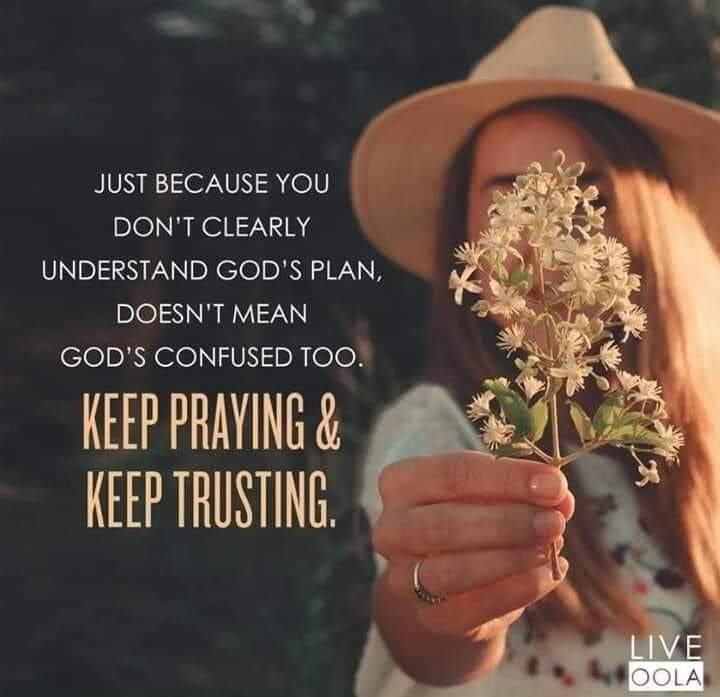 JUST BECAUSE YOU
DON'T CLEARLY
UNDERSTAND GOD'S PLAN,
DOESN'T MEAN
GOD'S CONFUSED TOO.
KEEP PRAYING &
KEEP TRUSTING.
LIVE
OOLA